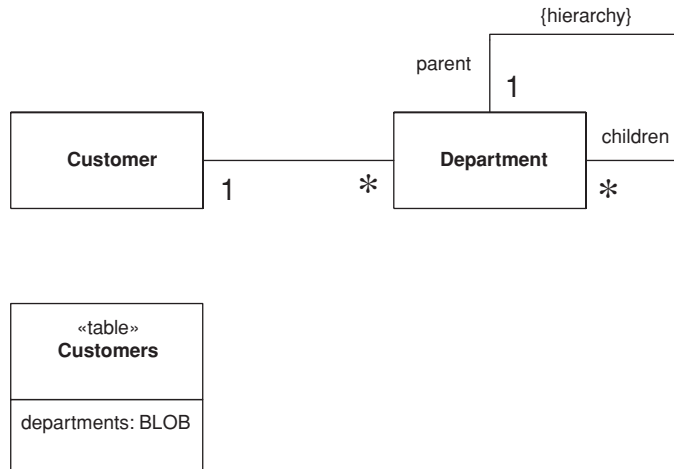 {hierarchy}
parent
1
Customer
Department
children
1
*
*
«table»
Customers
departments: BLOB